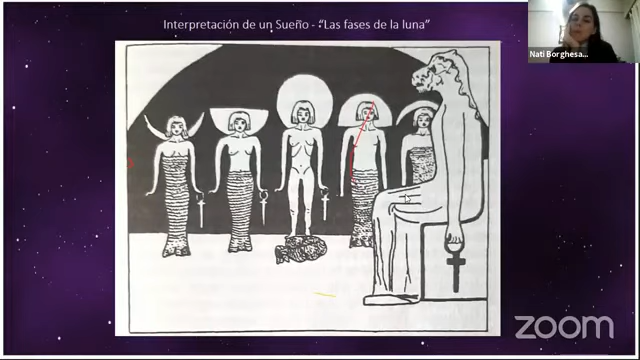 Interpretación de un Sueño - “Las fases de la luna”
Nati Borghesa...
zoom